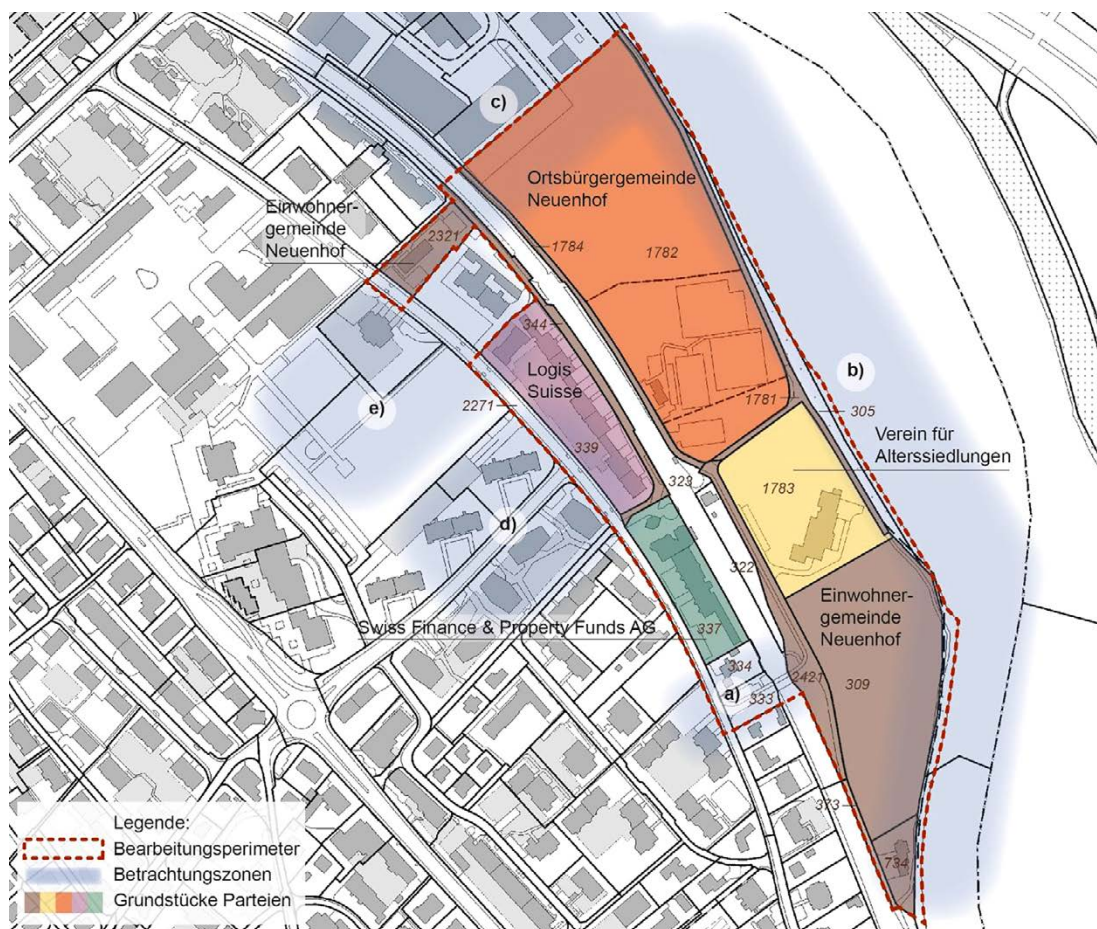 c)
Ortsbürgergemeinde
Neuenhof
Einwohner-
gemeinde
Neuenhof
2321
1784
1782
344
Logis
Suisse
b)
1781
305
e)
2271
339
Verein für
Alterssiedlungen
323
1783
d)
322
Einwohner-
gemeinde
Neuenhof
Swiss Finance & Property Funds AG
337
334
a)
333
2421
309
373
734
Legende:
Bearbeitungsperimeter
Betrachtungszonen
Grundstücke Parteien